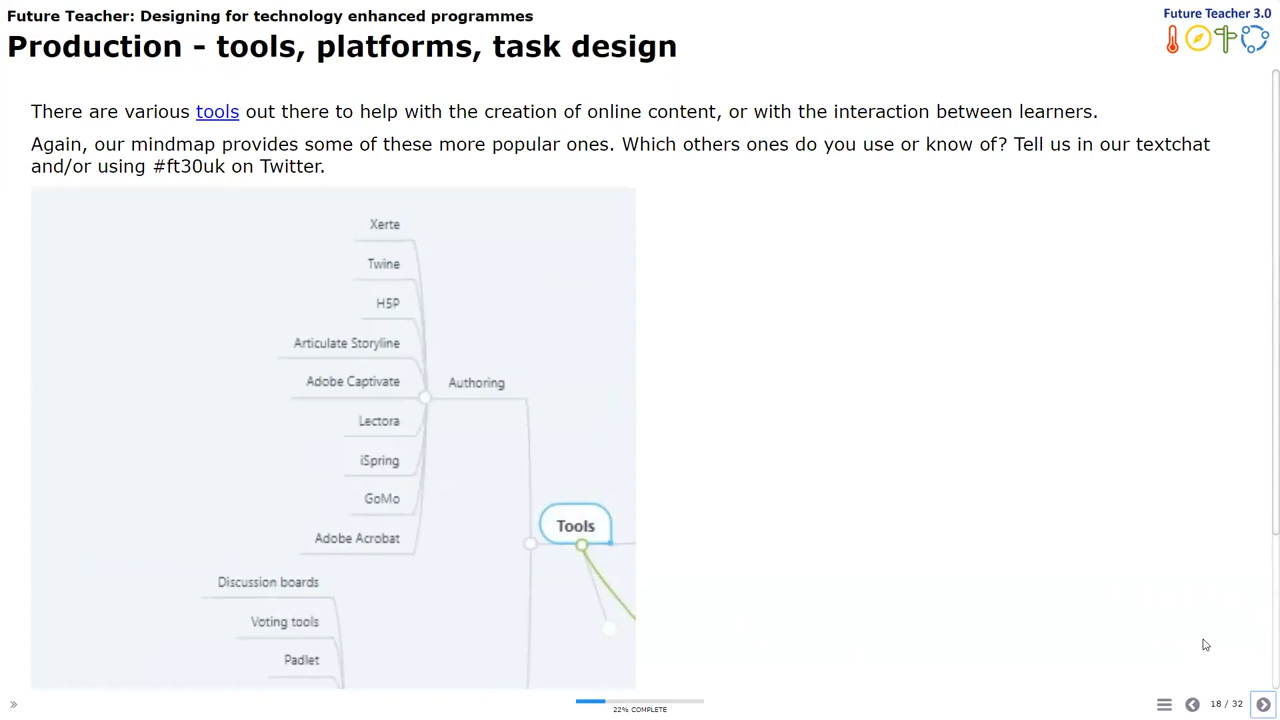 Future Teacher: Designing for technology enhanced programmes
Future Teacher 3.0
Production - tools, platforms, task design
There are various tools out there to help with the creation of online content, or with the interaction between learners.
Again, our mindmap provides some of these more popular ones. Which others ones do you use or know of? Tell us in our textchat
and/or using #ft30uk on Twitter.
Xerte
Twine
H5P
Articulate Storyline
Adobe Captivate
Authoring
Lectora
iSpring
GoMo
Tools
Adobe Acrobat
Discussion boards
Voting tools
Padlet
»
22% COMPLETE
18 / 32